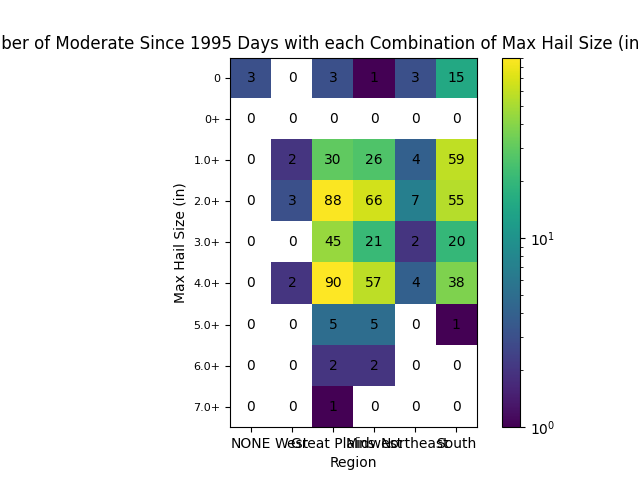 ber of Moderate Since 1995 Days with each Combination of Max Hail Size (in
0 3 0 3 1 3 15
0+ 0 0 0 0 0 0
1.0+ 0 2 30 26 4 59
2.0+ 0 3 88 66 7 55
3.0+ 0 0 45 21 2 20
4.0+ 0 2 90 57 4 38
5.0+ 0 0 5 5 0 1
6.0+ 0 0 2 2 0 0
7.0+ 0 0 1 0 0 0
Max Hail Size (in)
NONE West Great Plains Midwest Northeast South
Region
10^1
10^0